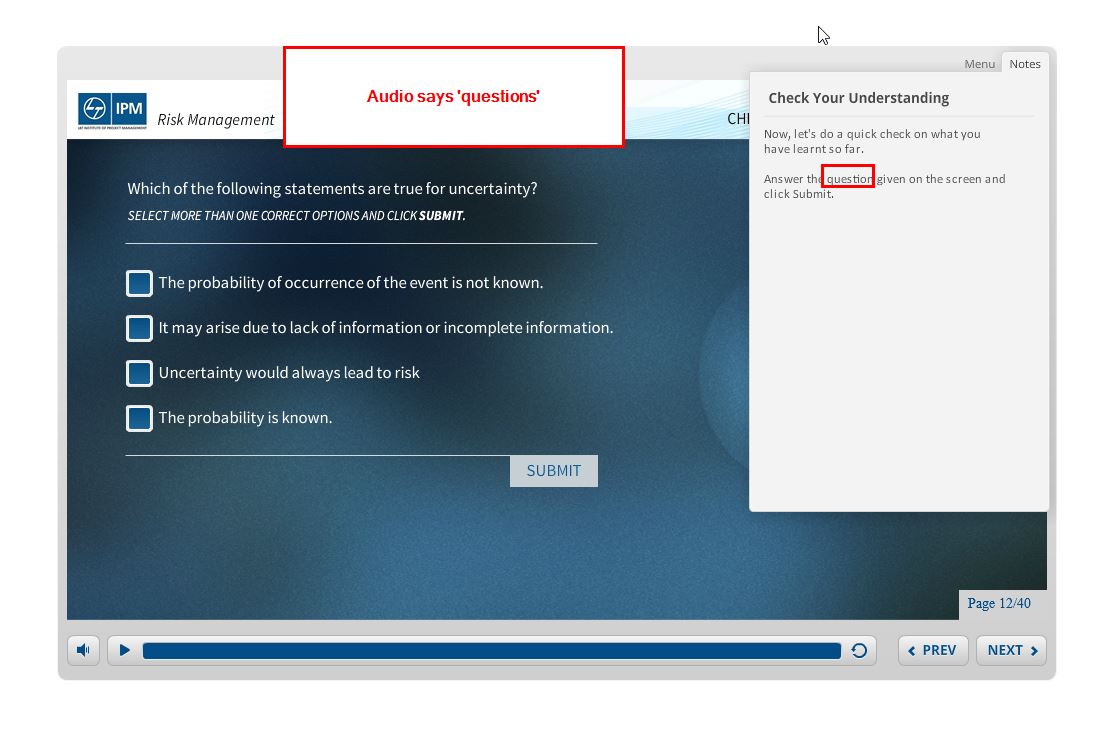 Audio says 'questions'
Menu
Notes
IPM
L&T INSTITUTE OF PROJECT MANAGEMENT
Risk Management
Check Your Understanding
Now, let's do a quick check on what you
have learnt so far.
Answer the question given on the screen and
click Submit.
Which of the following statements are true for uncertainty?
SELECT MORE THAN ONE CORRECT OPTIONS AND CLICK SUBMIT.
The probability of occurrence of the event is not known.
It may arise due to lack of information or incomplete information.
Uncertainty would always lead to risk
The probability is known.
SUBMIT
Page 12/40
PREV
NEXT